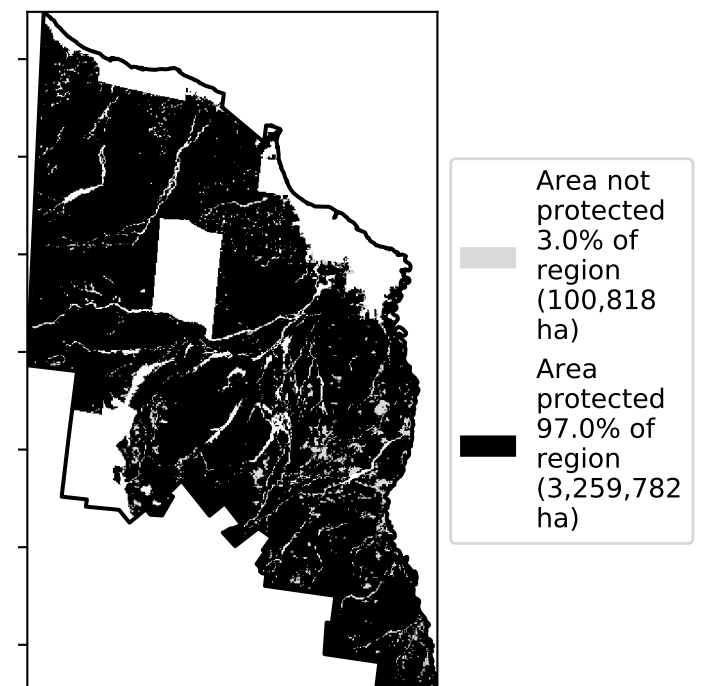 Area not
protected
3.0% of
region
(100,818
ha)
Area
protected
97.0% of
region
(3,259,782
ha)